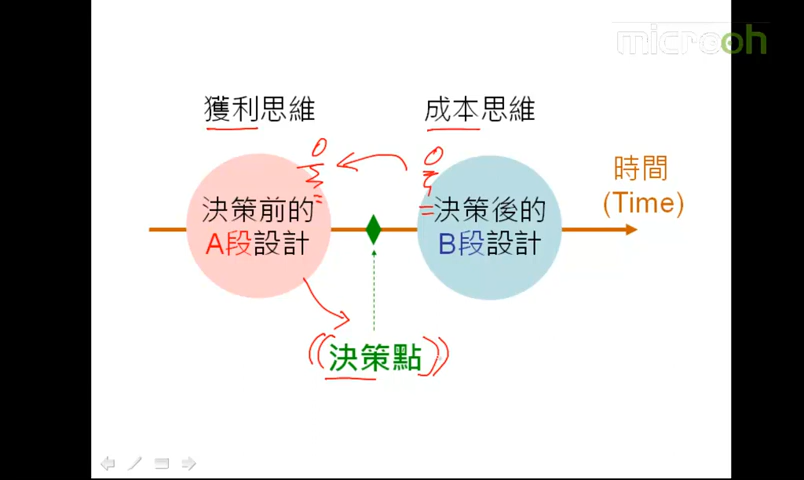 microoh
獲利思維
成本思維
時間
(Time)
決策前的
A段設計
決策後的
B段設計
決策點